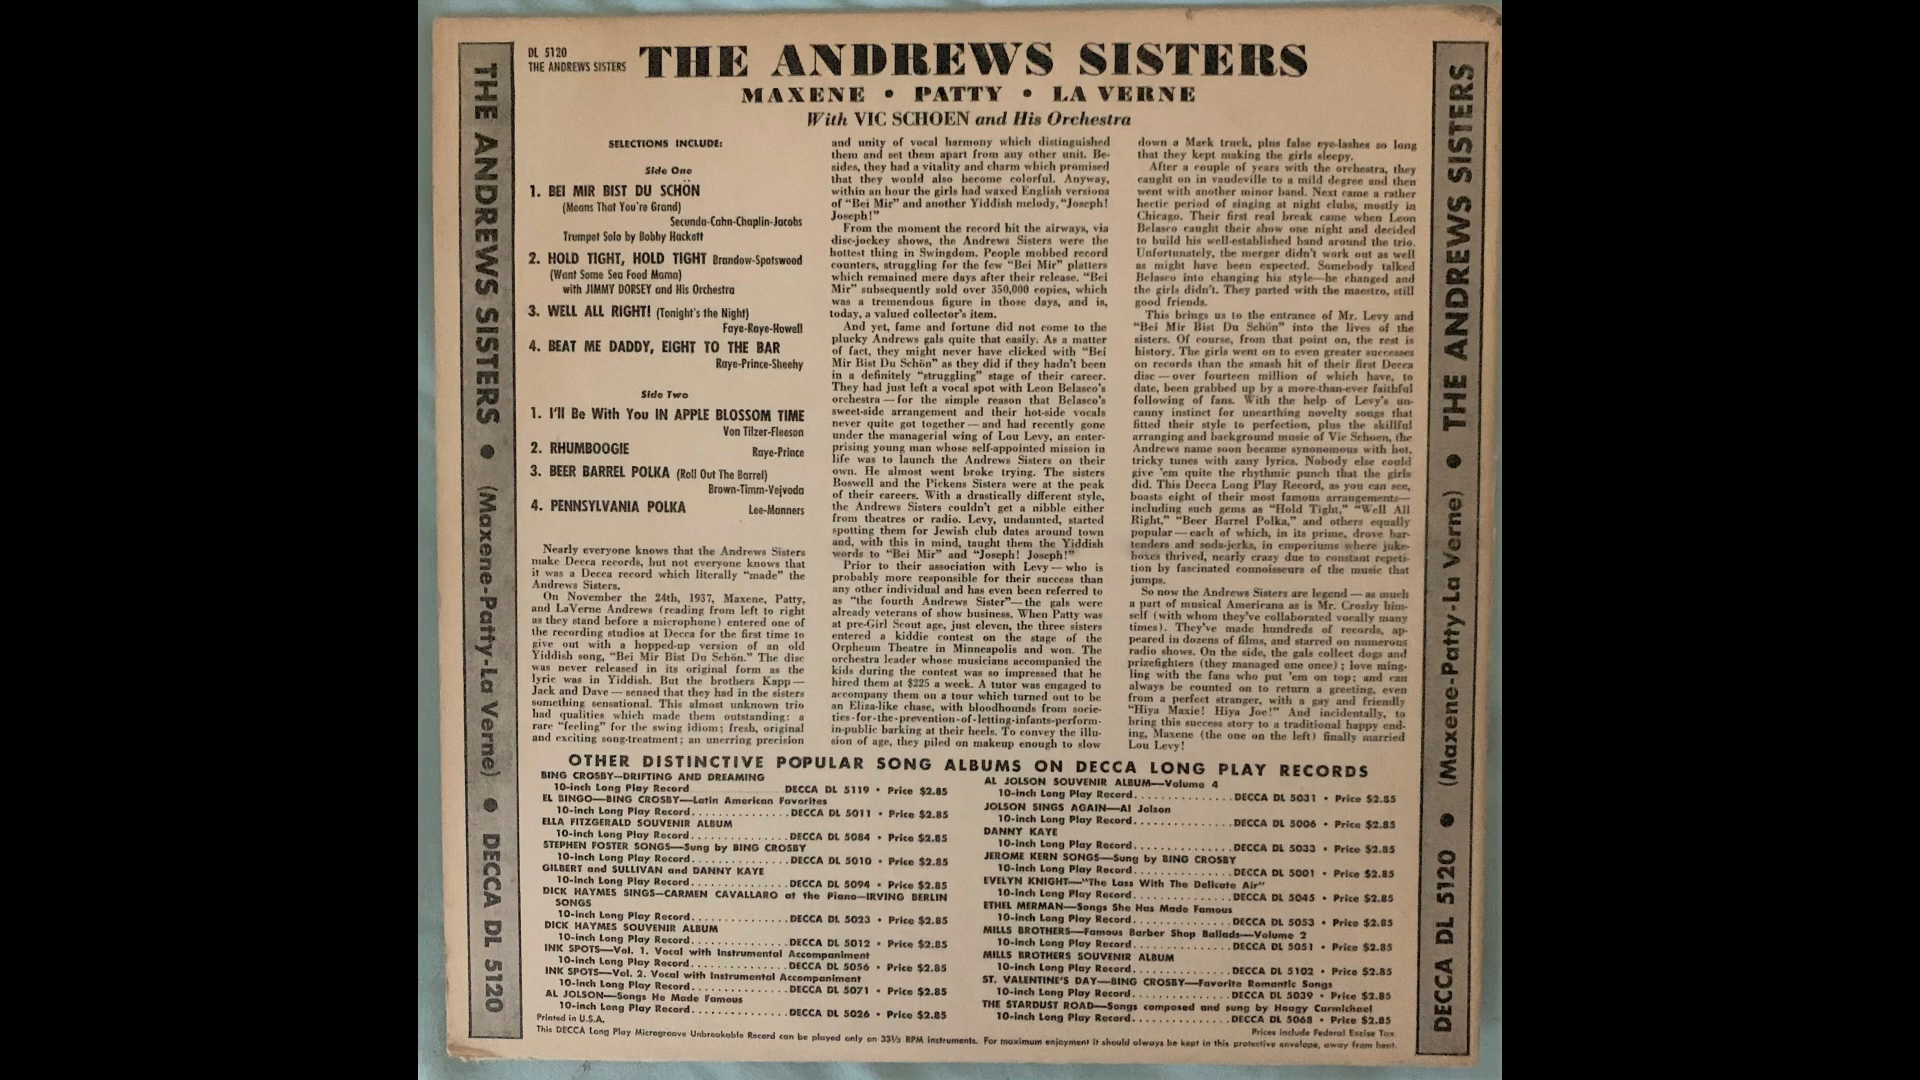 DL 5120
THE ANDREWS SISTERS
THE ANDREWS SISTERS
MAXENE • PATTY • LA VERNE
With VIC SCHOEN and His Orchestra
SELECTIONS INCLUDE:
Side One
1. BEI MIR BIST DU SCHÖN
(Means That You're Grand)
Secunda-Cahn-Chaplin-Jacobs
Trumpet Solo by Bobby Hackett
2. HOLD TIGHT, HOLD TIGHT Brandow-Spotswood
(Want Some Sea Food Mama)
with JIMMY DORSEY and His Orchestra
3. WELL ALL RIGHT! (Tonight's the Night)
Faye-Raye-Howell
4. BEAT ME DADDY, EIGHT TO THE BAR
Raye-Prince-Sheehy
Side Two
1. I'll Be With You IN APPLE BLOSSOM TIME
Von Tilzer-Fleeson
2. RHUMBOOGIE Raye-Prince
3. BEER BARREL POLKA (Roll Out The Barrel)
Brown-Timm-Vejvoda
4. PENNSYLVANIA POLKA Lee-Manners
Nearly everyone knows that the Andrews Sisters
make Decca records, but not everyone knows that
it was a Decca record which literally "made" the
Andrews Sisters.
On November the 24th, 1937, Maxene, Patty,
and LaVerne Andrews (reading from left to right
as they stand before a microphone) entered one of
the recording studios at Decca for the first time to
give out with a hopped-up version of an old
Yiddish song, "Bei Mir Bist Du Schön." The disc
was never released in its original form as the
lyric was in Yiddish. But the brothers Kapp—
Jack and Dave—sensed that they had in the sisters
something sensational. This almost unknown trio
had qualities which made them outstanding: a
rare "feeling" for the swing idiom; fresh, original
and exciting song-treatment; an unerring precision
and unity of vocal harmony which distinguished
them and set them apart from any other unit. Be-
sides, they had a vitality and charm which promised
that they would also become colorful. Anyway,
within an hour the girls had waxed English versions
of "Bei Mir" and another Yiddish melody, "Joseph!
Joseph!"
From the moment the record hit the airways, via
disc-jockey shows, the Andrews Sisters were the
hottest thing in Swingdom. People mobbed record
counters, struggling for the few "Bei Mir" platters
which remained mere days after their release. "Bei
Mir" subsequently sold over 350,000 copies, which
was a tremendous figure in those days, and is,
today, a valued collector's item.
And yet, fame and fortune did not come to the
plucky Andrews gals quite that easily. As a matter
of fact, they might never have clicked with "Bei
Mir Bist Du Schön" as they did if they hadn't been
in a definitely "struggling" stage of their career.
They had just left a vocal spot with Leon Belasco's
orchestra—for the simple reason that Belasco's
sweet-side arrangement and their hot-side vocals
never quite got together—and had recently gone
under the managerial wing of Lou Levy, an enter-
prising young man whose self-appointed mission in
life was to launch the Andrews Sisters on their
own. He almost went broke trying. The sisters
Boswell and the Pickens Sisters were at the peak
of their careers. With a drastically different style,
the Andrews Sisters couldn't get a nibble either
from theatres or radio. Levy, undaunted, started
spotting them for Jewish club dates around town
and, with this in mind, taught them the Yiddish
words to "Bei Mir" and "Joseph! Joseph!"
Prior to their association with Levy—who is
probably more responsible for their success than
any other individual and has even been referred to
as "the fourth Andrews Sister"—the gals were
already veterans of show business. When Patty was
at pre-Girl Scout age, just eleven, the three sisters
entered a kiddie contest on the stage of the
Orpheum Theatre in Minneapolis and won. The
orchestra leader whose musicians accompanied the
kids during the contest was so impressed that he
hired them at $225 a week. A tutor was engaged to
accompany them on a tour which turned out to be
an Eliza-like chase, with bloodhounds from socie-
ties-for-the-prevention-of-letting-infants-perform-
in-public barking at their heels. To convey the illu-
sion of age, they piled on makeup enough to slow
down a Mack truck, plus false eye-lashes so long
that they kept making the girls sleepy.
After a couple of years with the orchestra, they
caught on in vaudeville to a mild degree and then
went with another minor band. Next came a rather
hectic period of singing at night clubs, mostly in
Chicago. Their first real break came when Leon
Belasco caught their show one night and decided
to build his well-established band around the trio.
Unfortunately, the merger didn't work out as well
as might have been expected. Somebody talked
Belasco into changing his style—he changed and
the girls didn't. They parted with the maestro, still
good friends.
This brings us to the entrance of Mr. Levy and
"Bei Mir Bist Du Schön" into the lives of the
sisters. Of course, from that point on, the rest is
history. The girls went on to even greater successes
on records than the smash hit of their first Decca
disc—over fourteen million of which have, to
date, been grabbed up by a more-than-ever faithful
following of fans. With the help of Levy's un-
canny instinct for unearthing novelty songs that
fitted their style to perfection, plus the skillful
arranging and background music of Vic Schoen, the
Andrews name soon became synonomous with hot,
tricky tunes with zany lyrics. Nobody else could
give 'em quite the rhythmic punch that the girls
did. This Decca Long Play Record, as you can see,
boasts eight of their most famous arrangements—
including such gems as "Hold Tight," "Well All
Right," "Beer Barrel Polka," and others equally
popular—each of which, in its prime, drove bar-
tenders and soda-jerks, in emporiums where juke-
boxes thrived, nearly crazy due to constant repeti-
tion by fascinated connoisseurs of the music that
jumps.
So now the Andrews Sisters are legend—as much
a part of musical Americana as is Mr. Crosby him-
self (with whom they've collaborated vocally many
times). They've made hundreds of records, ap-
peared in dozens of films, and starred on numerous
radio shows. On the side, the gals collect dogs and
prizefighters (they managed one once); love ming-
ling with the fans who put 'em on top; and can
always be counted on to return a greeting, even
from a perfect stranger, with a gay and friendly
"Hiya Maxie! Hiya Joe!" And incidentally, to
bring this success story to a traditional happy end-
ing, Maxene (the one on the left) finally married
Lou Levy!
OTHER DISTINCTIVE POPULAR SONG ALBUMS ON DECCA LONG PLAY RECORDS
BING CROSBY—DRIFTING AND DREAMING
10-inch Long Play Record.......... DECCA DL 5119 • Price $2.85
EL BINGO—BING CROSBY—Latin American Favorites
10-inch Long Play Record.......... DECCA DL 5011 • Price $2.85
ELLA FITZGERALD SOUVENIR ALBUM
10-inch Long Play Record.......... DECCA DL 5084 • Price $2.85
STEPHEN FOSTER SONGS—Sung by BING CROSBY
10-inch Long Play Record.......... DECCA DL 5010 • Price $2.85
GILBERT and SULLIVAN and DANNY KAYE
10-inch Long Play Record.......... DECCA DL 5094 • Price $2.85
DICK HAYMES SINGS—CARMEN CAVALLARO at the Piano—IRVING BERLIN
SONGS
10-inch Long Play Record.......... DECCA DL 5023 • Price $2.85
DICK HAYMES SOUVENIR ALBUM
10-inch Long Play Record.......... DECCA DL 5012 • Price $2.85
INK SPOTS—Vol. 1. Vocal with Instrumental Accompaniment
10-inch Long Play Record.......... DECCA DL 5056 • Price $2.85
INK SPOTS—Vol. 2. Vocal with Instrumental Accompaniment
10-inch Long Play Record.......... DECCA DL 5071 • Price $2.85
AL JOLSON—Songs He Made Famous
10-inch Long Play Record.......... DECCA DL 5026 • Price $2.85
AL JOLSON SOUVENIR ALBUM—Volume 4
10-inch Long Play Record.......... DECCA DL 5031 • Price $2.85
JOLSON SINGS AGAIN—Al Jolson
10-inch Long Play Record.......... DECCA DL 5006 • Price $2.85
DANNY KAYE
10-inch Long Play Record.......... DECCA DL 5033 • Price $2.85
JEROME KERN SONGS—Sung by BING CROSBY
10-inch Long Play Record.......... DECCA DL 5001 • Price $2.85
EVELYN KNIGHT—"The Lass With The Delicate Air"
10-inch Long Play Record.......... DECCA DL 5045 • Price $2.85
ETHEL MERMAN—Songs She Has Made Famous
10-inch Long Play Record.......... DECCA DL 5053 • Price $2.85
MILLS BROTHERS—Famous Barber Shop Ballads—Volume 2
10-inch Long Play Record.......... DECCA DL 5051 • Price $2.85
MILLS BROTHERS SOUVENIR ALBUM
10-inch Long Play Record.......... DECCA DL 5102 • Price $2.85
ST. VALENTINE'S DAY—BING CROSBY—Favorite Romantic Songs
10-inch Long Play Record.......... DECCA DL 5039 • Price $2.85
THE STARDUST ROAD—Songs composed and sung by Hoagy Carmichael
10-inch Long Play Record.......... DECCA DL 5068 • Price $2.85
Printed in U.S.A.
Prices include Federal Excise Tax
This DECCA Long Play Microgroove Unbreakable Record can be played only on 33⅓ RPM instruments. For maximum enjoyment it should always be kept in this protective envelope, away from heat.
THE ANDREWS SISTERS • (Maxene-Patty-La Verne) • DECCA DL 5120
DECCA DL 5120 • (Maxene-Patty-La Verne) • THE ANDREWS SISTERS